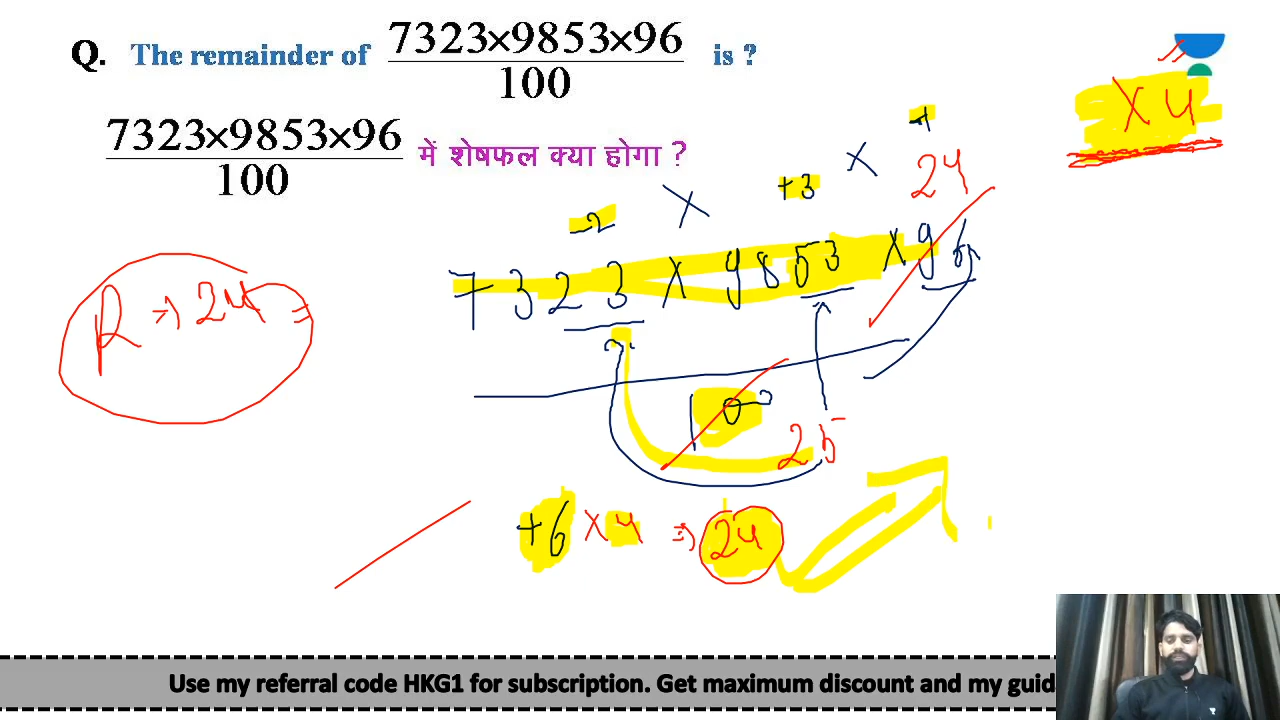 Q. The remainder of 7323×9853×96 is ?
100
7323×9853×96 में शेषफल क्या होगा ?
100
× 4
-1
-2 × +3 × 24
7323 × 9853 × 96
R ⇒ 24
100
25
+6 × 4 ⇒ 24
Use my referral code HKG1 for subscription. Get maximum discount and my guid